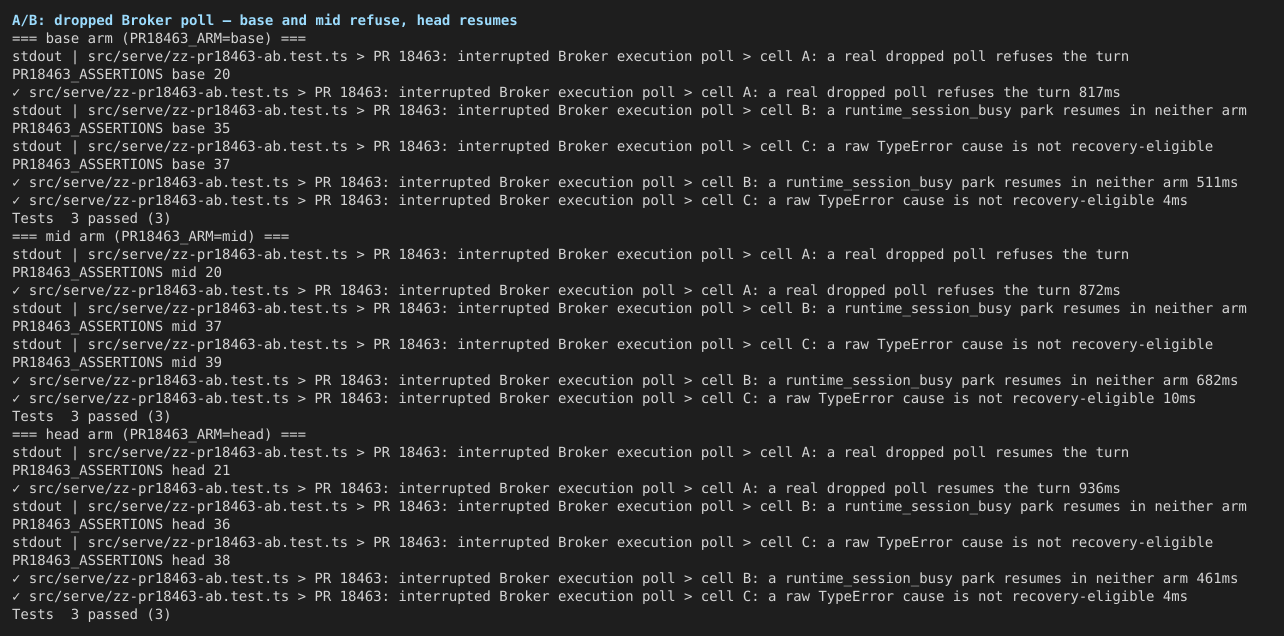 A/B: dropped Broker poll — base and mid refuse, head resumes
=== base arm (PR18463_ARM=base) ===
stdout | src/serve/zz-pr18463-ab.test.ts > PR 18463: interrupted Broker execution poll > cell A: a real dropped poll refuses the turn
PR18463_ASSERTIONS base 20
✓ src/serve/zz-pr18463-ab.test.ts > PR 18463: interrupted Broker execution poll > cell A: a real dropped poll refuses the turn 817ms
stdout | src/serve/zz-pr18463-ab.test.ts > PR 18463: interrupted Broker execution poll > cell B: a runtime_session_busy park resumes in neither arm
PR18463_ASSERTIONS base 35
stdout | src/serve/zz-pr18463-ab.test.ts > PR 18463: interrupted Broker execution poll > cell C: a raw TypeError cause is not recovery-eligible
PR18463_ASSERTIONS base 37
✓ src/serve/zz-pr18463-ab.test.ts > PR 18463: interrupted Broker execution poll > cell B: a runtime_session_busy park resumes in neither arm 511ms
✓ src/serve/zz-pr18463-ab.test.ts > PR 18463: interrupted Broker execution poll > cell C: a raw TypeError cause is not recovery-eligible 4ms
Tests  3 passed (3)
=== mid arm (PR18463_ARM=mid) ===
stdout | src/serve/zz-pr18463-ab.test.ts > PR 18463: interrupted Broker execution poll > cell A: a real dropped poll refuses the turn
PR18463_ASSERTIONS mid 20
✓ src/serve/zz-pr18463-ab.test.ts > PR 18463: interrupted Broker execution poll > cell A: a real dropped poll refuses the turn 872ms
stdout | src/serve/zz-pr18463-ab.test.ts > PR 18463: interrupted Broker execution poll > cell B: a runtime_session_busy park resumes in neither arm
PR18463_ASSERTIONS mid 37
stdout | src/serve/zz-pr18463-ab.test.ts > PR 18463: interrupted Broker execution poll > cell C: a raw TypeError cause is not recovery-eligible
PR18463_ASSERTIONS mid 39
✓ src/serve/zz-pr18463-ab.test.ts > PR 18463: interrupted Broker execution poll > cell B: a runtime_session_busy park resumes in neither arm 682ms
✓ src/serve/zz-pr18463-ab.test.ts > PR 18463: interrupted Broker execution poll > cell C: a raw TypeError cause is not recovery-eligible 10ms
Tests  3 passed (3)
=== head arm (PR18463_ARM=head) ===
stdout | src/serve/zz-pr18463-ab.test.ts > PR 18463: interrupted Broker execution poll > cell A: a real dropped poll resumes the turn
PR18463_ASSERTIONS head 21
✓ src/serve/zz-pr18463-ab.test.ts > PR 18463: interrupted Broker execution poll > cell A: a real dropped poll resumes the turn 936ms
stdout | src/serve/zz-pr18463-ab.test.ts > PR 18463: interrupted Broker execution poll > cell B: a runtime_session_busy park resumes in neither arm
PR18463_ASSERTIONS head 36
stdout | src/serve/zz-pr18463-ab.test.ts > PR 18463: interrupted Broker execution poll > cell C: a raw TypeError cause is not recovery-eligible
PR18463_ASSERTIONS head 38
✓ src/serve/zz-pr18463-ab.test.ts > PR 18463: interrupted Broker execution poll > cell B: a runtime_session_busy park resumes in neither arm 461ms
✓ src/serve/zz-pr18463-ab.test.ts > PR 18463: interrupted Broker execution poll > cell C: a raw TypeError cause is not recovery-eligible 4ms
Tests  3 passed (3)